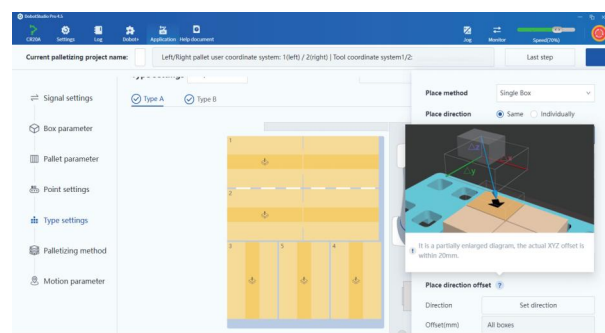 DobotStudio Pro 4.5
CR20A Settings Log Dobot+ Application Help document Jog Monitor Speed(70%)
Current palletizing project name: Left/Right pallet user coordinate system: 1(left) / 2(right) | Tool coordinate system1/2: Last step
Type settings
Signal settings
Type A Type B
Place method Single Box
Place direction Same Individually
Box parameter
1
Pallet parameter
Point settings
2
Type settings
3 5 4
It is a partially enlarged diagram, the actual XYZ offset is
within 20mm.
Palletizing method
Motion parameter
Place direction offset ?
Direction Set direction
Offset(mm) All boxes